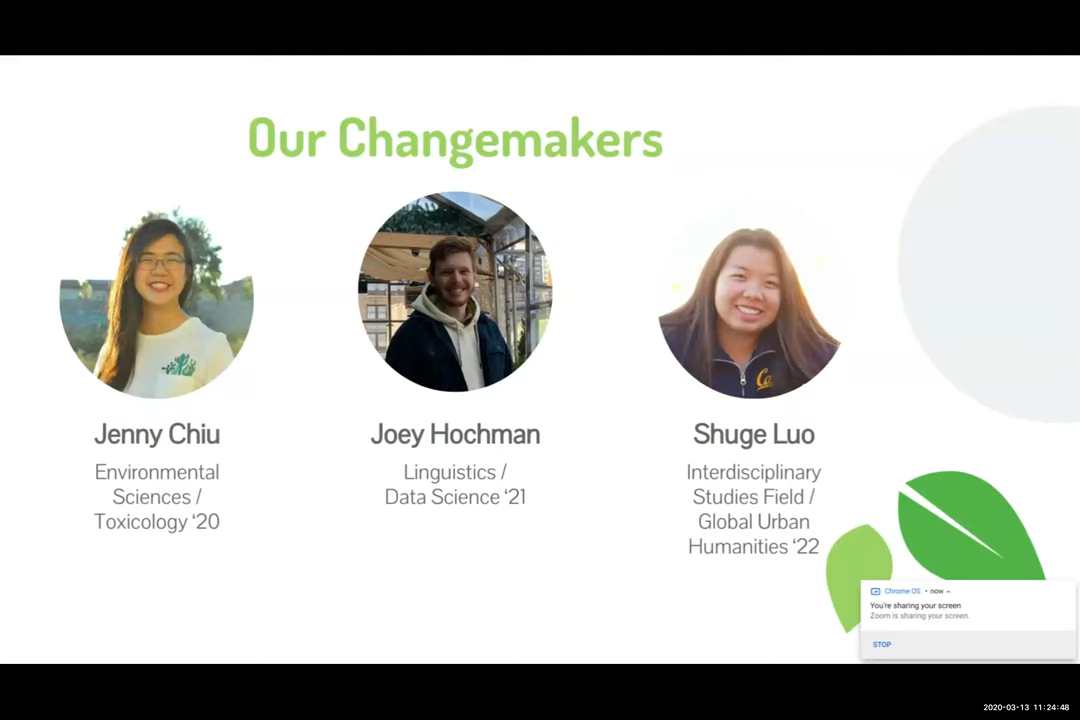 Our Changemakers
Cal
Jenny Chiu
Environmental
Sciences /
Toxicology ‘20
Joey Hochman
Linguistics /
Data Science ‘21
Shuge Luo
Interdisciplinary
Studies Field /
Global Urban
Humanities ‘22
Chrome OS • now
You're sharing your screen
Zoom is sharing your screen.
STOP
2020-03-13 11:24:48